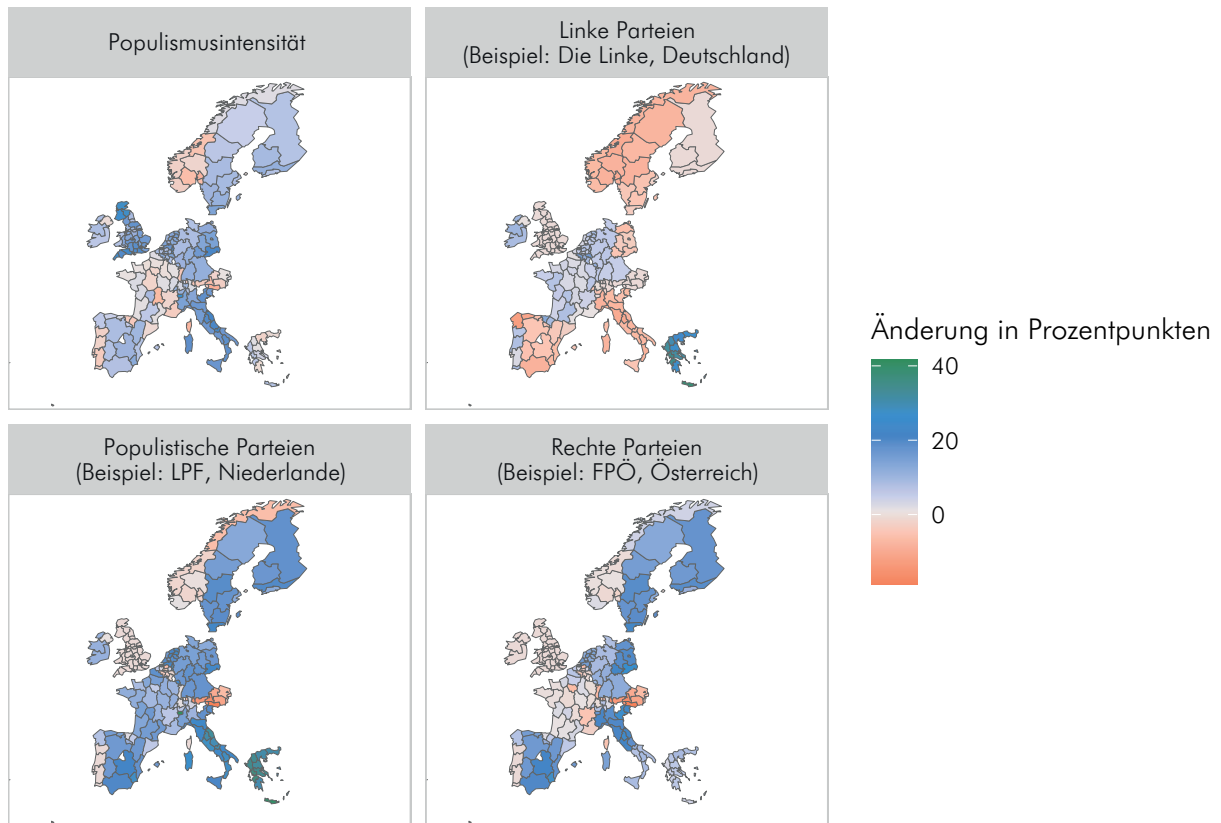 Populismusintensität
Linke Parteien
(Beispiel: Die Linke, Deutschland)
Populistische Parteien
(Beispiel: LPF, Niederlande)
Rechte Parteien
(Beispiel: FPÖ, Österreich)
Änderung in Prozentpunkten
40
20
0